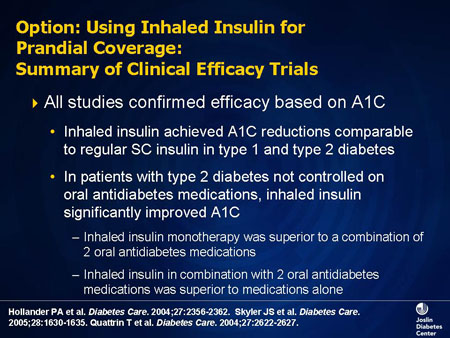 Option: Using Inhaled Insulin for
Prandial Coverage:
Summary of Clinical Efficacy Trials
All studies confirmed efficacy based on A1C
• Inhaled insulin achieved A1C reductions comparable
to regular SC insulin in type 1 and type 2 diabetes
• In patients with type 2 diabetes not controlled on
oral antidiabetes medications, inhaled insulin
significantly improved A1C
– Inhaled insulin monotherapy was superior to a combination of
2 oral antidiabetes medications
– Inhaled insulin in combination with 2 oral antidiabetes
medications was superior to medications alone
Hollander PA et al. Diabetes Care. 2004;27:2356-2362. Skyler JS et al. Diabetes Care.
2005;28:1630-1635. Quattrin T et al. Diabetes Care. 2004;27:2622-2627.
Joslin
Diabetes
Center